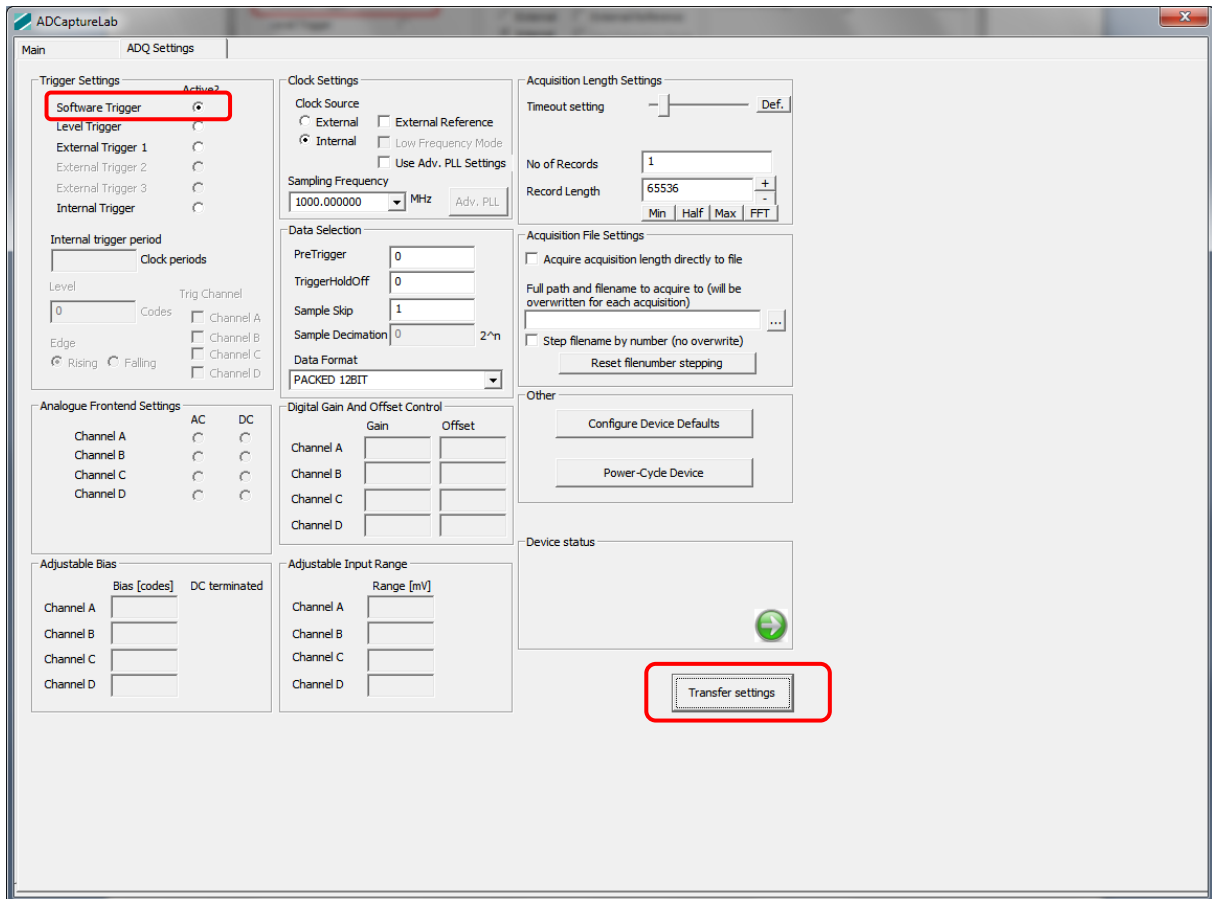 ADCaptureLab
Main
ADQ Settings
Trigger Settings
Active?
Software Trigger
Level Trigger
External Trigger 1
External Trigger 2
External Trigger 3
Internal Trigger
Internal trigger period
Clock periods
Level
Trig Channel
0
Codes
Channel A
Channel B
Channel C
Channel D
Edge
Rising
Falling
Analogue Frontend Settings
AC DC
Channel A
Channel B
Channel C
Channel D
Adjustable Bias
Bias [codes] DC terminated
Channel A
Channel B
Channel C
Channel D
Clock Settings
Clock Source
External
External Reference
Internal
Low Frequency Mode
Use Adv. PLL Settings
Sampling Frequency
1000.000000 MHz
Adv. PLL
Data Selection
PreTrigger 0
TriggerHoldOff 0
Sample Skip 1
Sample Decimation 0 2^n
Data Format
PACKED 12BIT
Digital Gain And Offset Control
Gain Offset
Channel A
Channel B
Channel C
Channel D
Adjustable Input Range
Range [mV]
Channel A
Channel B
Channel C
Channel D
Acquisition Length Settings
Timeout setting
Def.
No of Records 1
Record Length 65536
+
-
Min Half Max FFT
Acquisition File Settings
Acquire acquisition length directly to file
Full path and filename to acquire to (will be
overwritten for each acquisition)
...
Step filename by number (no overwrite)
Reset filenumber stepping
Other
Configure Device Defaults
Power-Cycle Device
Device status
Transfer settings